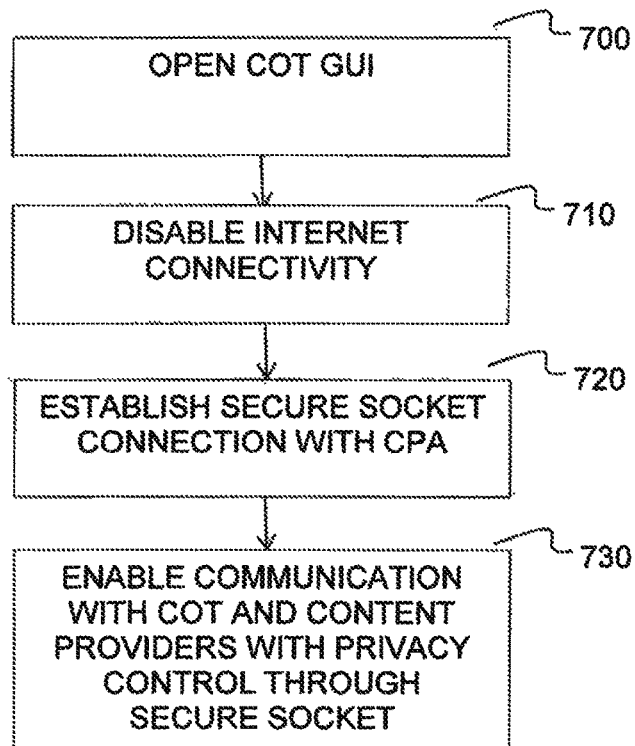 700
OPEN COT GUI
710
DISABLE INTERNET
CONNECTIVITY
720
ESTABLISH SECURE SOCKET
CONNECTION WITH CPA
730
ENABLE COMMUNICATION
WITH COT AND CONTENT
PROVIDERS WITH PRIVACY
CONTROL THROUGH
SECURE SOCKET